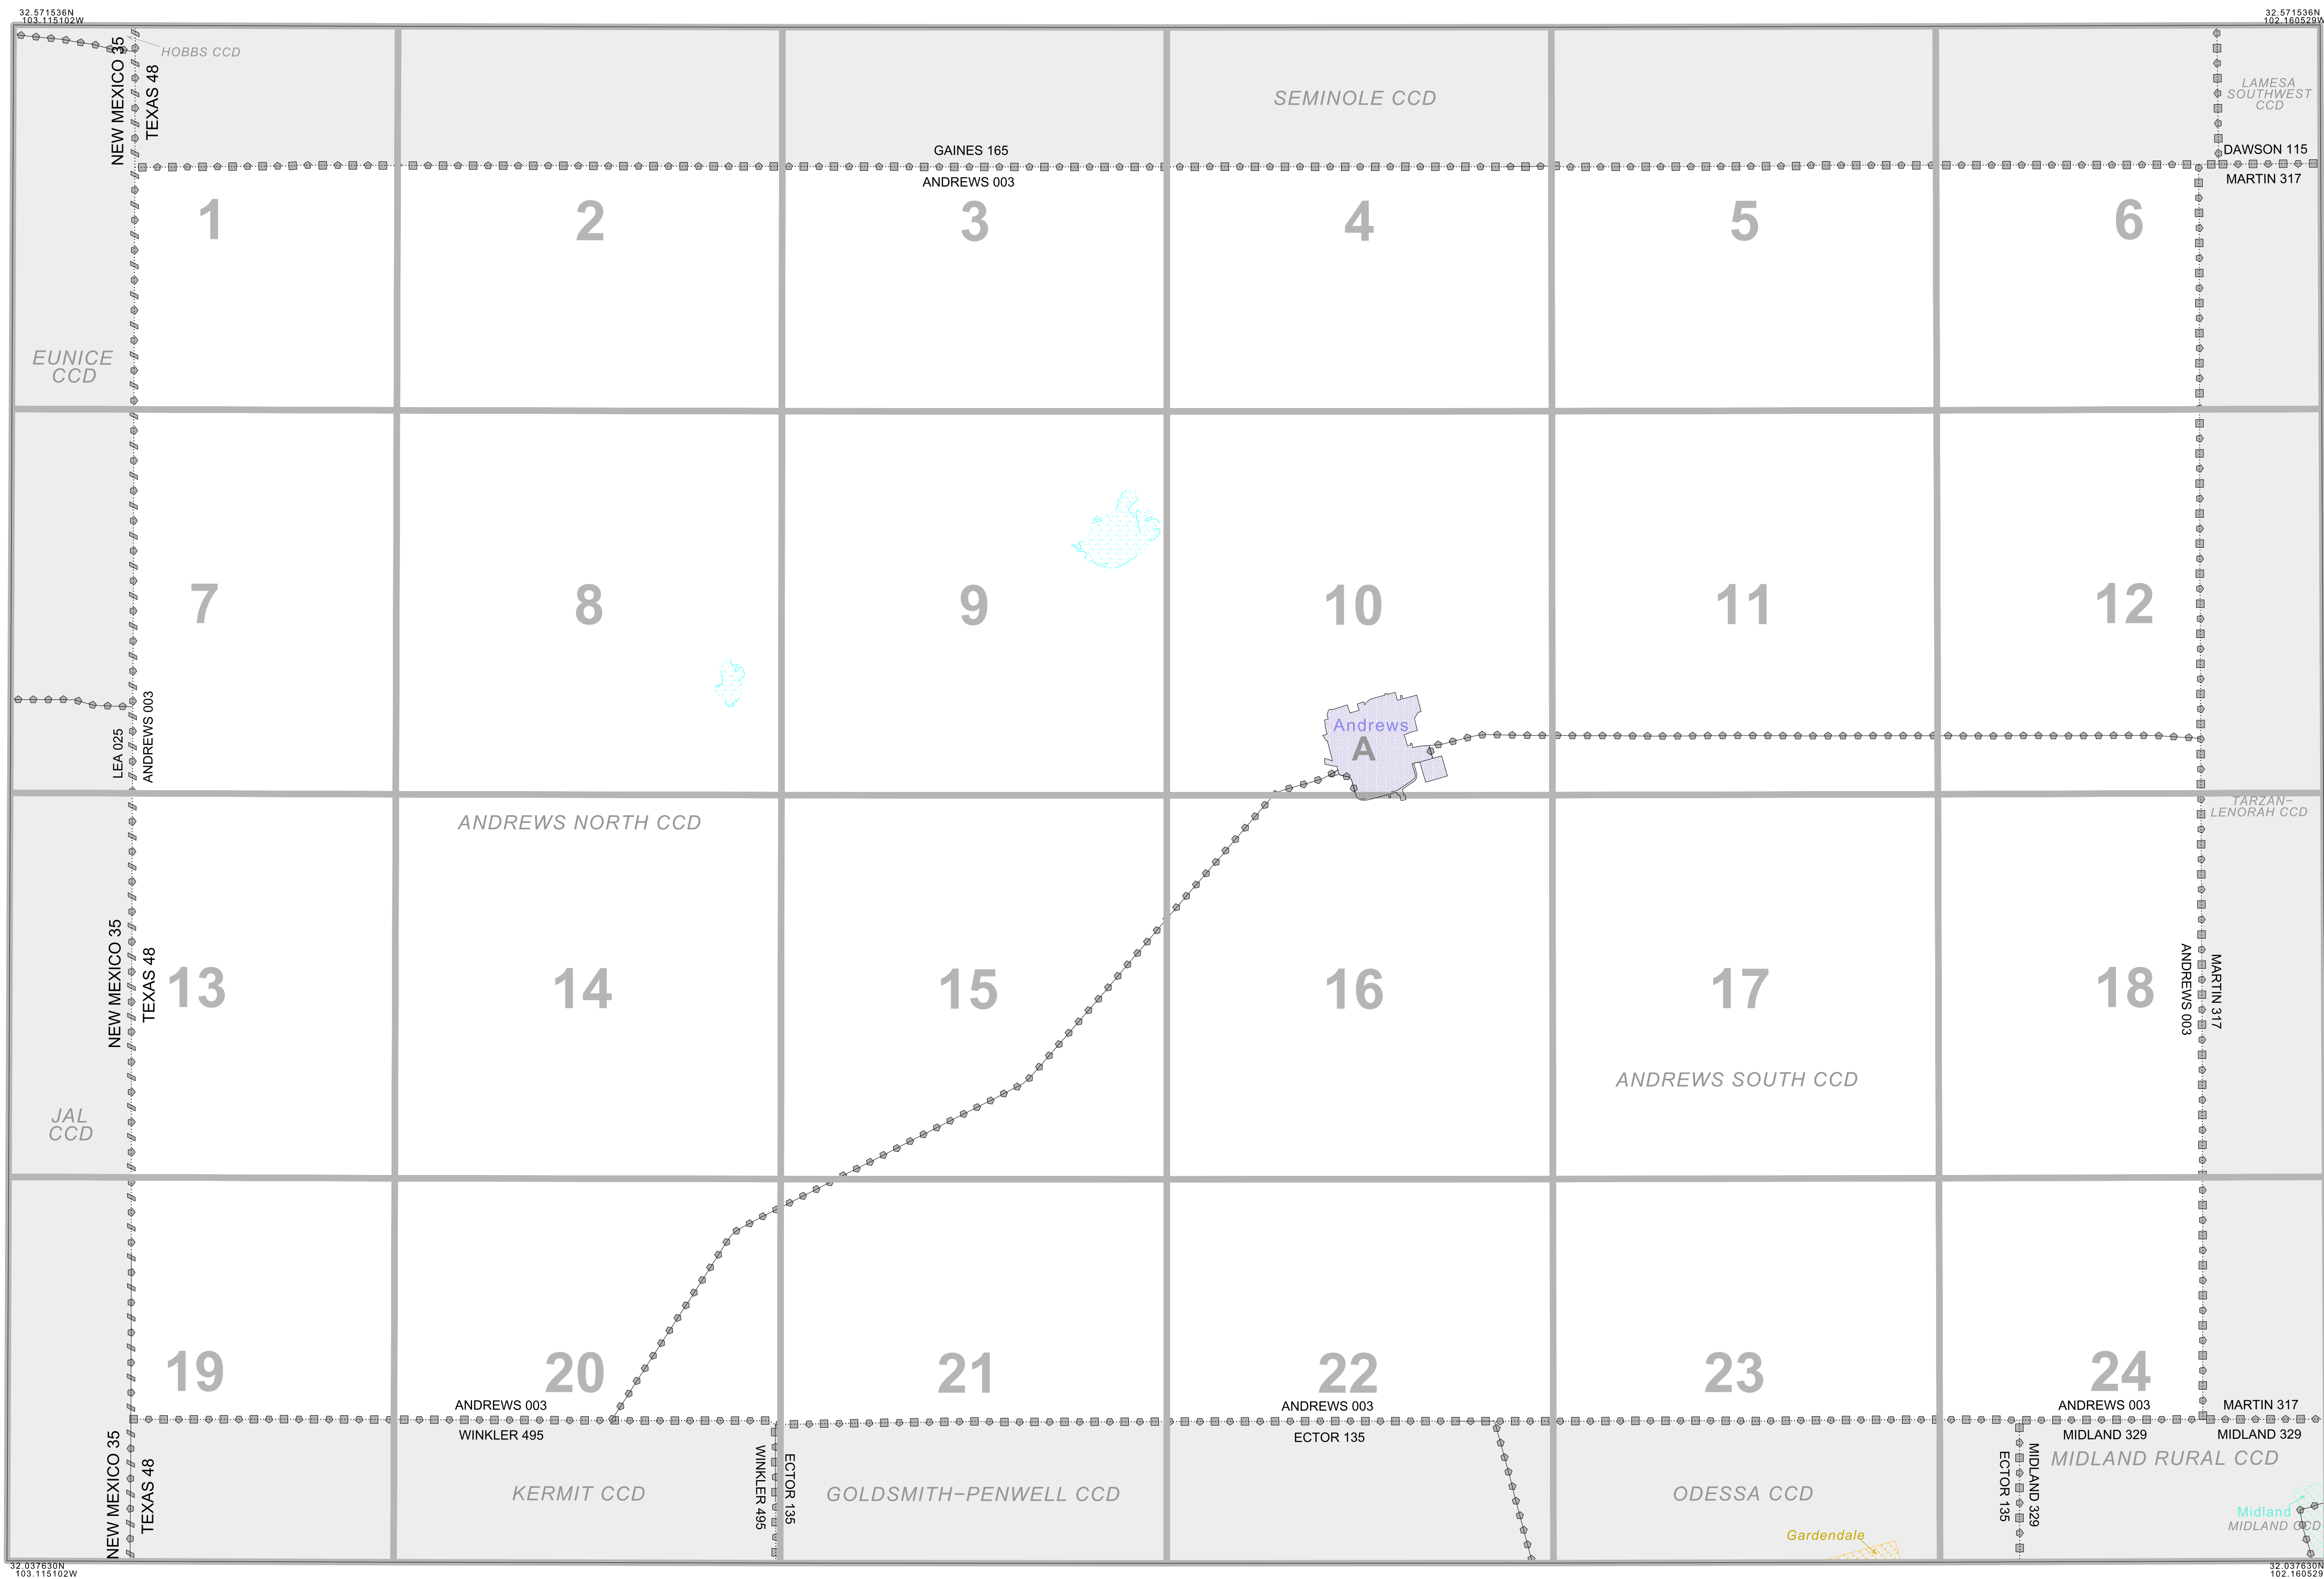 32.571536N
103.115102W
32.571536N
102.160529W
NEW MEXICO 35
TEXAS 48
HOBBS CCD
SEMINOLE CCD
LAMESA
SOUTHWEST
CCD
GAINES 165
ANDREWS 003
DAWSON 115
MARTIN 317
1
2
3
4
5
6
EUNICE
CCD
7
8
9
10
11
12
LEA 025
ANDREWS 003
Andrews
A
TARZAN-
LENORAH CCD
ANDREWS NORTH CCD
NEW MEXICO 35
TEXAS 48
13
14
15
16
17
18
ANDREWS 003
MARTIN 317
ANDREWS SOUTH CCD
JAL
CCD
19
20
21
22
23
24
ANDREWS 003
WINKLER 495
ANDREWS 003
ECTOR 135
ANDREWS 003
MIDLAND 329
MARTIN 317
MIDLAND 329
NEW MEXICO 35
TEXAS 48
KERMIT CCD
WINKLER 495
ECTOR 135
GOLDSMITH-PENWELL CCD
ODESSA CCD
ECTOR 135
MIDLAND 329
MIDLAND RURAL CCD
Gardendale
Midland
MIDLAND CCD
32.037630N
103.115102W
32.037630N
102.160529